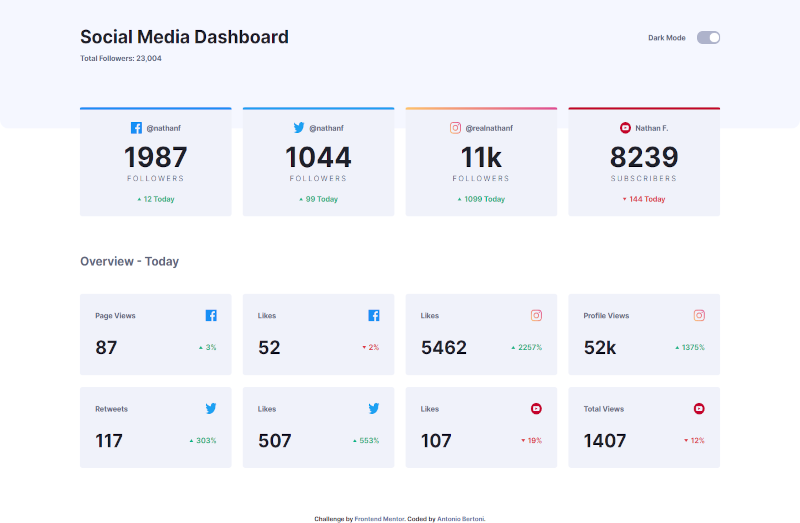 Social Media Dashboard
Total Followers: 23,004
Dark Mode
@nathanf
1987
FOLLOWERS
12 Today
@nathanf
1044
FOLLOWERS
99 Today
@realnathanf
11k
FOLLOWERS
1099 Today
Nathan F.
8239
SUBSCRIBERS
144 Today
Overview - Today
Page Views
87
3%
Likes
52
2%
Likes
5462
2257%
Profile Views
52k
1375%
Retweets
117
303%
Likes
507
553%
Likes
107
19%
Total Views
1407
12%
Challenge by Frontend Mentor. Coded by Antonio Bertoni.